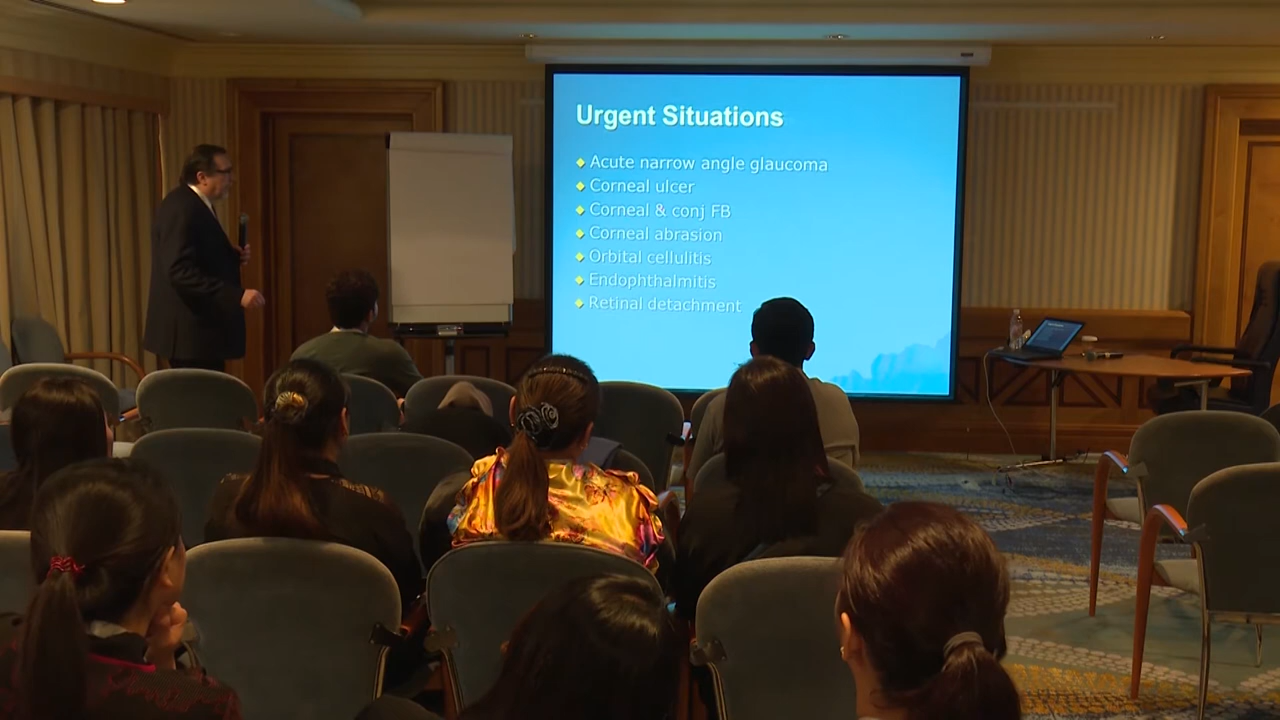 Urgent Situations
Acute narrow angle glaucoma
Corneal ulcer
Corneal & conj FB
Corneal abrasion
Orbital cellulitis
Endophthalmitis
Retinal detachment